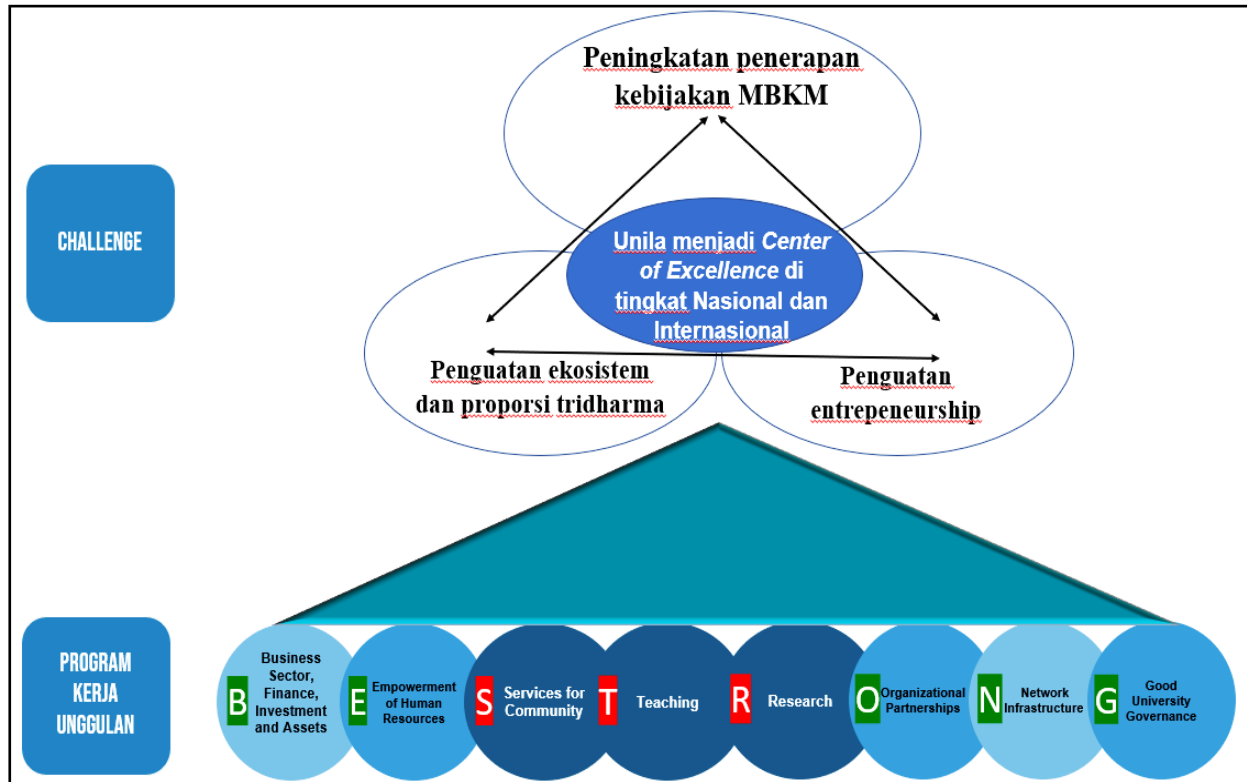 Peningkatan penerapan
kebijakan MBKM
CHALLENGE
Unila menjadi Center
of Excellence di
tingkat Nasional dan
Internasional
Penguatan ekosistem
dan proporsi tridharma
Penguatan
entrepeneurship
PROGRAM
KERJA
UNGGULAN
B
Business
Sector,
Finance,
Investment
and Assets
E
Empowerment
of Human
Resources
S
Services for
Community
T
Teaching
R
Research
O
Organizational
Partnerships
N
Network
Infrastructure
G
Good
University
Governance